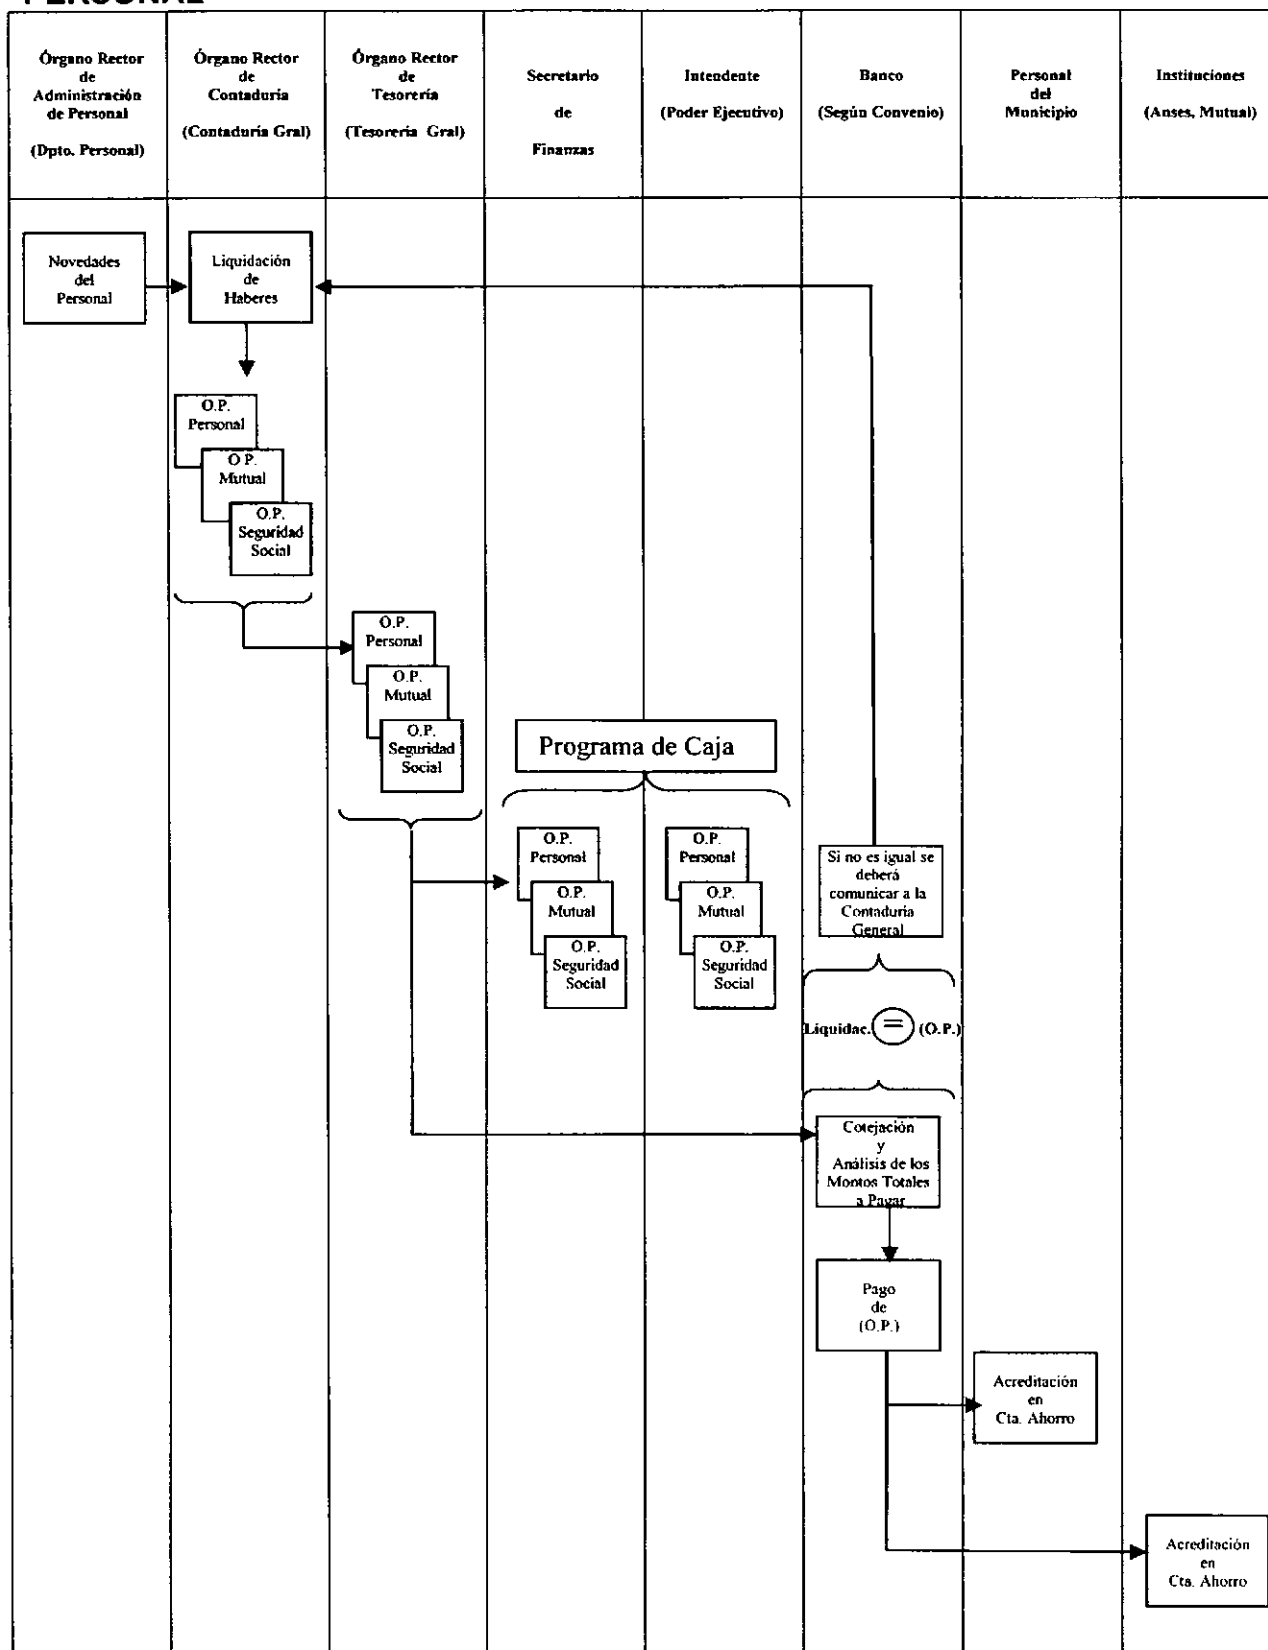 PERSONAL
Órgano Rector
de
Administración
de Personal
(Dpto. Personal)
Órgano Rector
de
Contaduría
(Contaduría Gral)
Órgano Rector
de
Tesorería
(Tesorería Gral)
Secretario
de
Finanzas
Intendente
(Poder Ejecutivo)
Banco
(Según Convenio)
Personal
del
Municipio
Instituciones
(Anses, Mutual)
Novedades
del
Personal
Liquidación
de
Haberes
O.P.
Personal
O P.
Mutual
O.P.
Seguridad
Social
O.P.
Personal
O.P.
Mutual
O.P.
Seguridad
Social
Programa de Caja
O.P.
Personal
O.P.
Mutual
O.P.
Seguridad
Social
O.P.
Personal
O.P.
Mutual
O.P.
Seguridad
Social
Si no es igual se
deberá
comunicar a la
Contaduría
General
Liquidac. = (O.P.)
Cotejación
y
Análisis de los
Montos Totales
a Pagar
Pago
de
(O.P.)
Acreditación
en
Cta. Ahorro
Acreditación
en
Cta. Ahorro